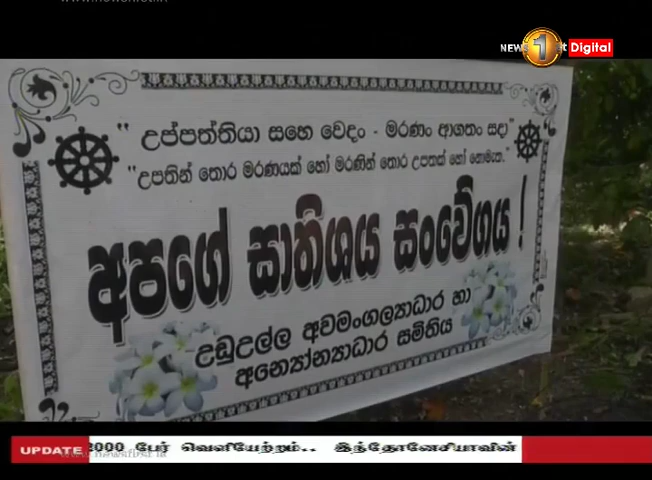 NEWS 1st Digital
“ උප්පත්තියා සහෙ වෙදං - මරණං ආගතං සදා”
“උපතින් තොර මරණයක් හෝ මරණින් තොර උපතක් හෝ නොමැත.”
අපගේ සාතිශය සංවේගය !
උඩුඋල්ල අවමංගල්‍යාධාර හා
අන්‍යෝන්‍යාධාර සමිතිය
UPDATE 2000 பேர் வெளியேற்றம்.. இந்தோனேசியாவின்